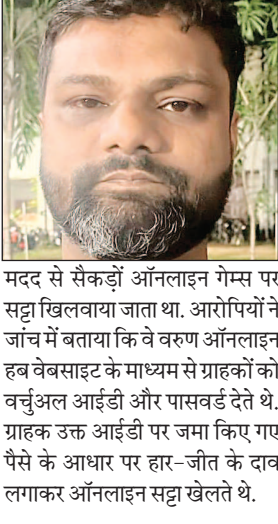 मदद से सैकड़ों ऑनलाइन गेम्स पर
सट्टा खिलवाया जाता था. आरोपियों ने
जांच में बताया कि वे वरुण ऑनलाइन
हब वेबसाइट के माध्यम से ग्राहकों को
वर्चुअल आईडी और पासवर्ड देते थे.
ग्राहक उक्त आईडी पर जमा किए गए
पैसे के आधार पर हार-जीत के दाव
लगाकर ऑनलाइन सट्टा खेलते थे.